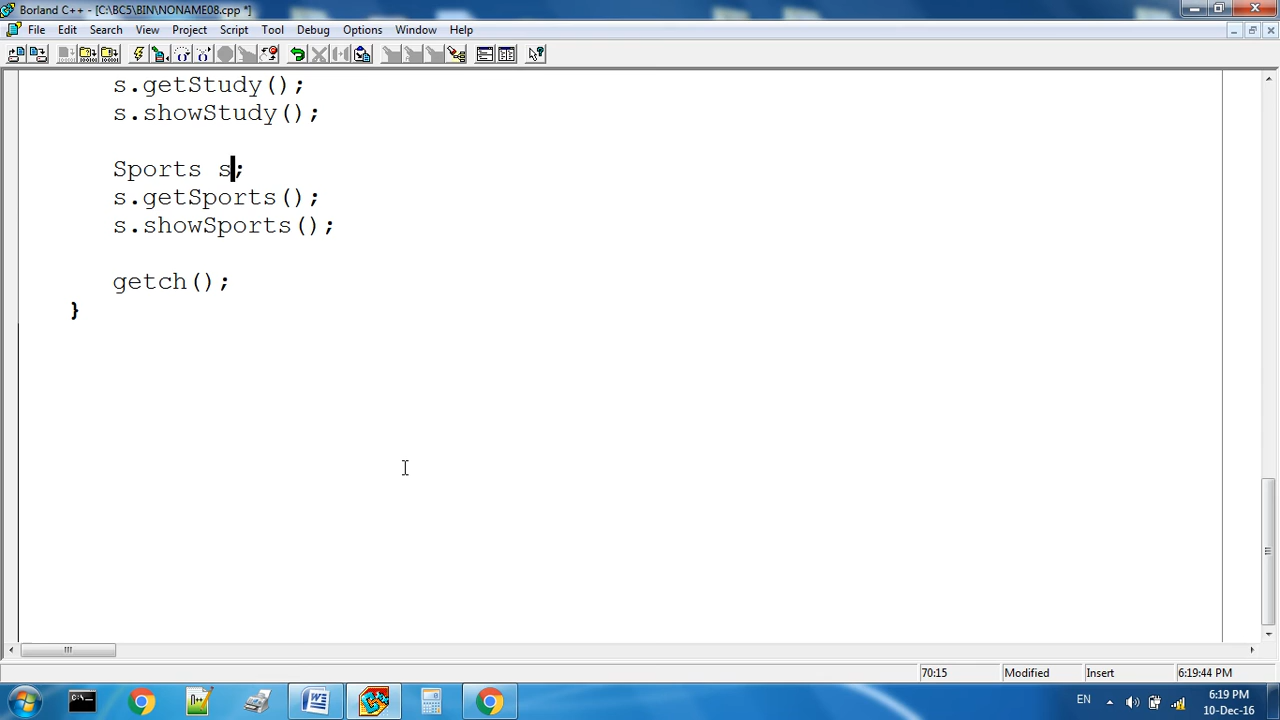 Borland C++ - [C:\BC5\BIN\NONAME08.cpp *]
File Edit Search View Project Script Tool Debug Options Window Help
s.getStudy();
s.showStudy();
Sports s;
s.getSports();
s.showSports();
getch();
}
70:15 Modified Insert 6:19:44 PM
EN 6:19 PM
10-Dec-16